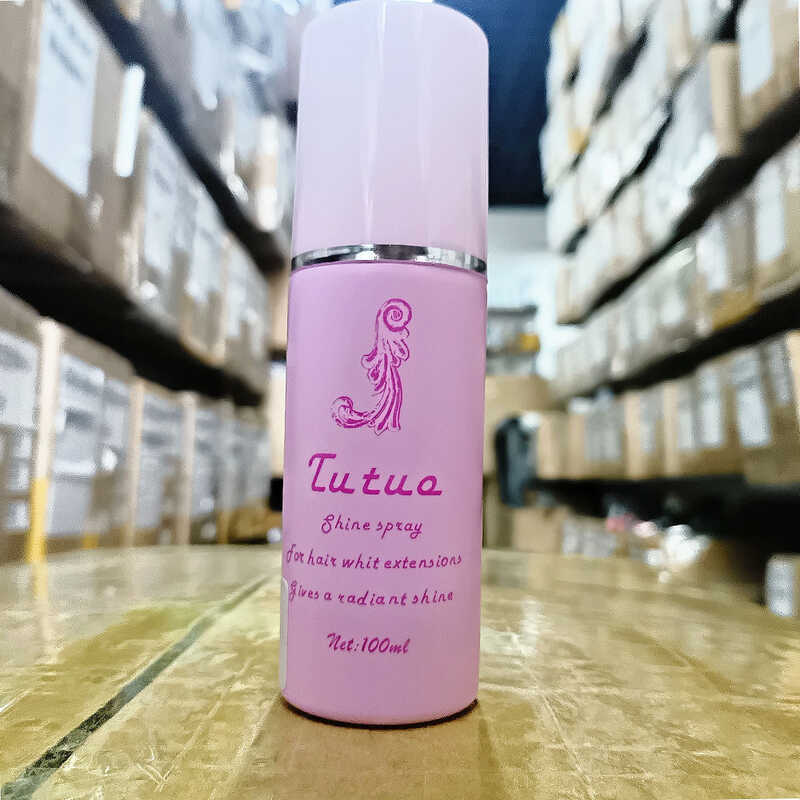 Tutuo
Shine spray
For hair whit extensions
Gives a radiant shine
Net:100ml